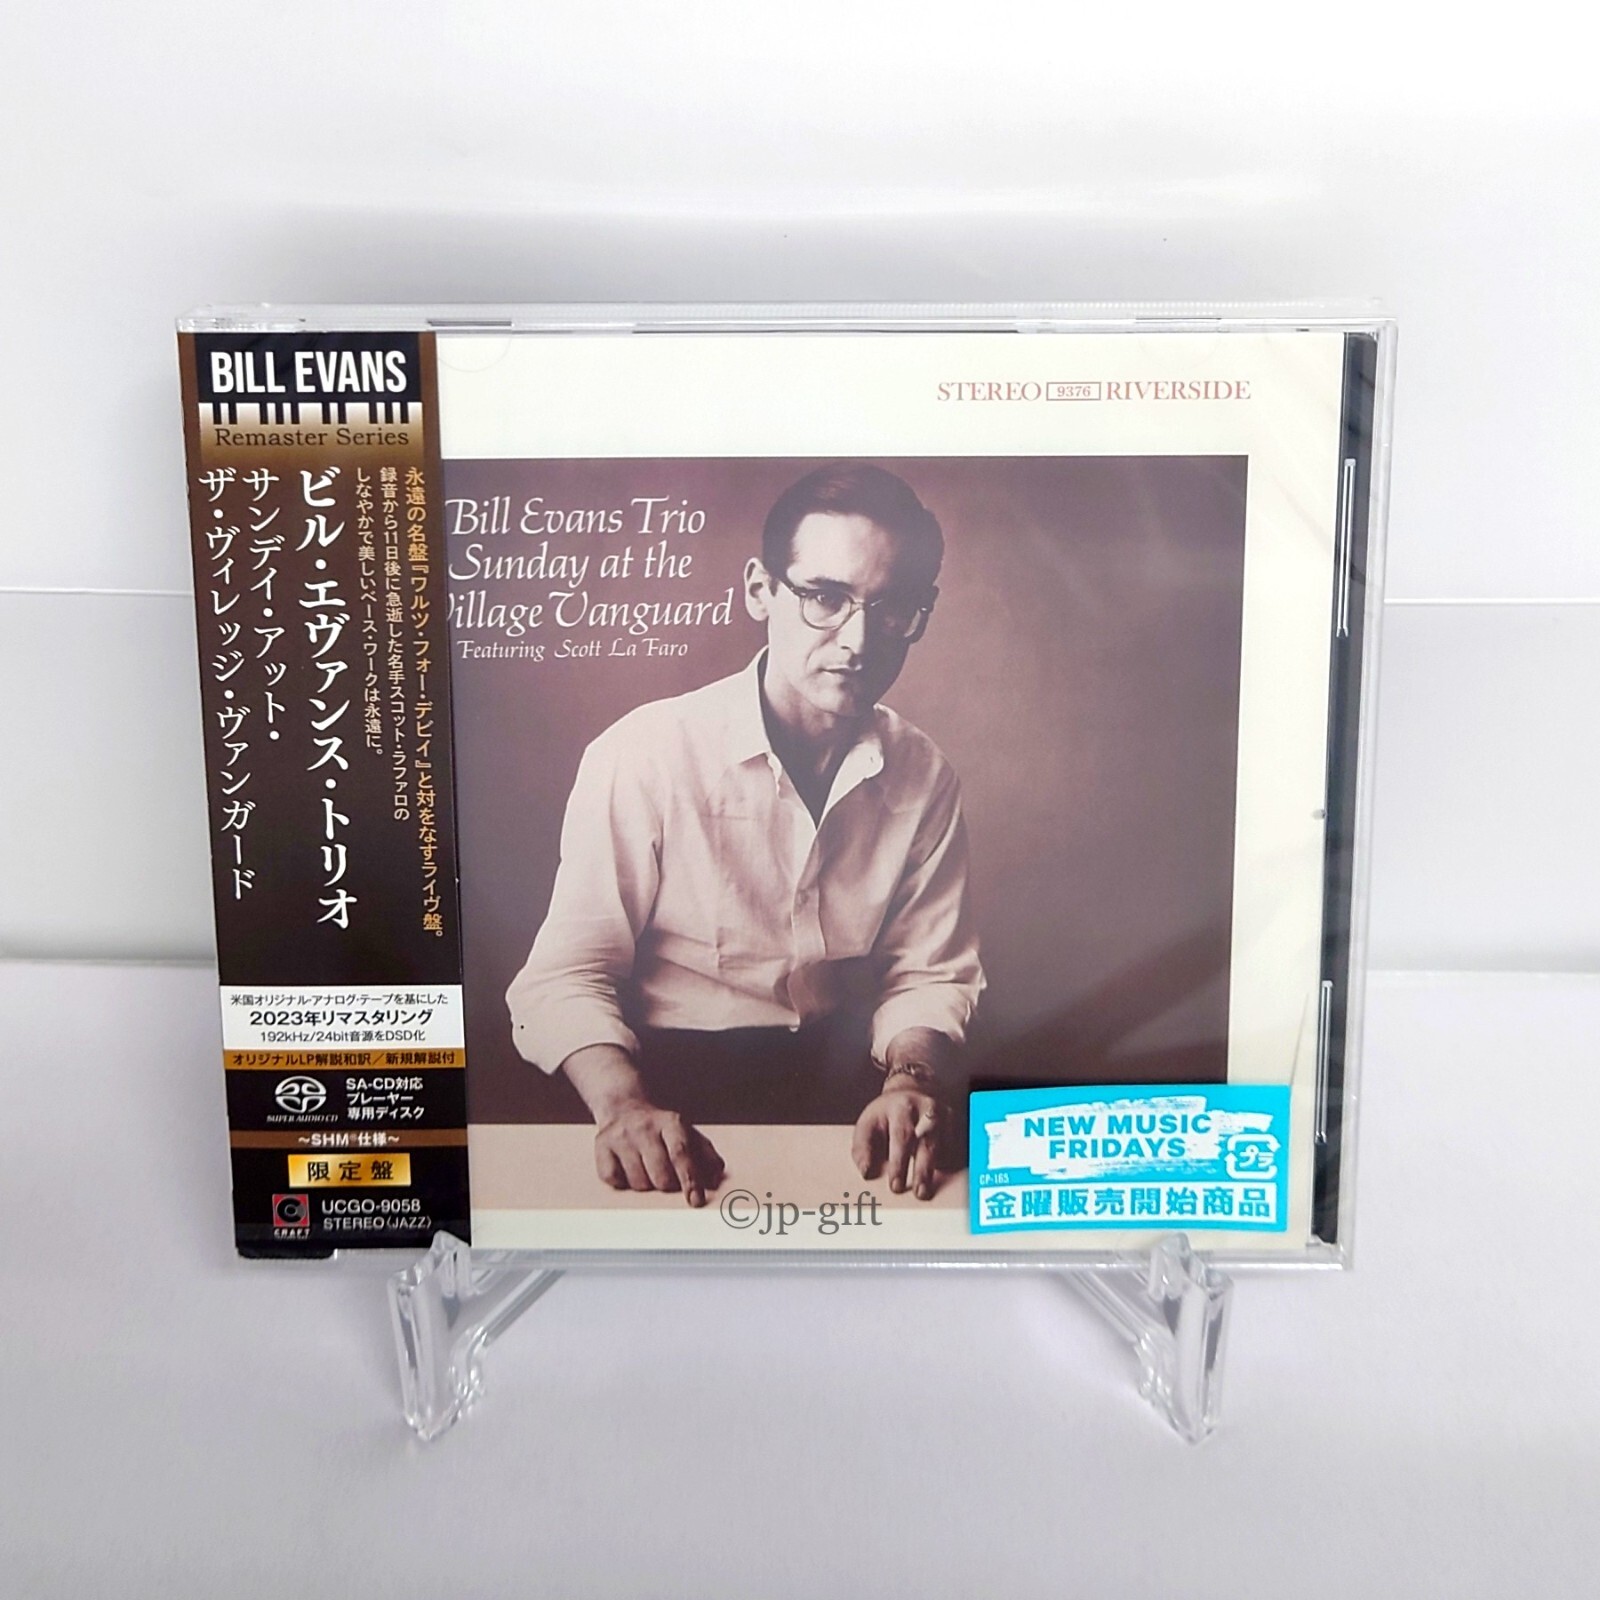 BILL EVANS
Remaster Series
永遠の名盤『ワルツ・フォー・デビイ』と対をなすライヴ盤。
録音から11日後に急逝した名手スコット・ラファロの
しなやかで美しいベース・ワークは永遠に。
ビル・エヴァンス・トリオ
サンデイ・アット・
ザ・ヴィレッジ・ヴァンガード
米国オリジナル・アナログ・テープを基にした
2023年リマスタリング
192kHz/24bit音源をDSD化
オリジナルLP解説和訳/新規解説付
SUPER AUDIO CD
SA-CD対応
プレーヤー
専用ディスク
~SHM®仕様~
限定盤
CRAFT
UCGO-9058
STEREO〈JAZZ〉
STEREO 9376 RIVERSIDE
Bill Evans Trio
Sunday at the
Village Vanguard
Featuring Scott La Faro
NEW MUSIC
FRIDAYS
プラ
CP-165
金曜販売開始商品
©jp-gift